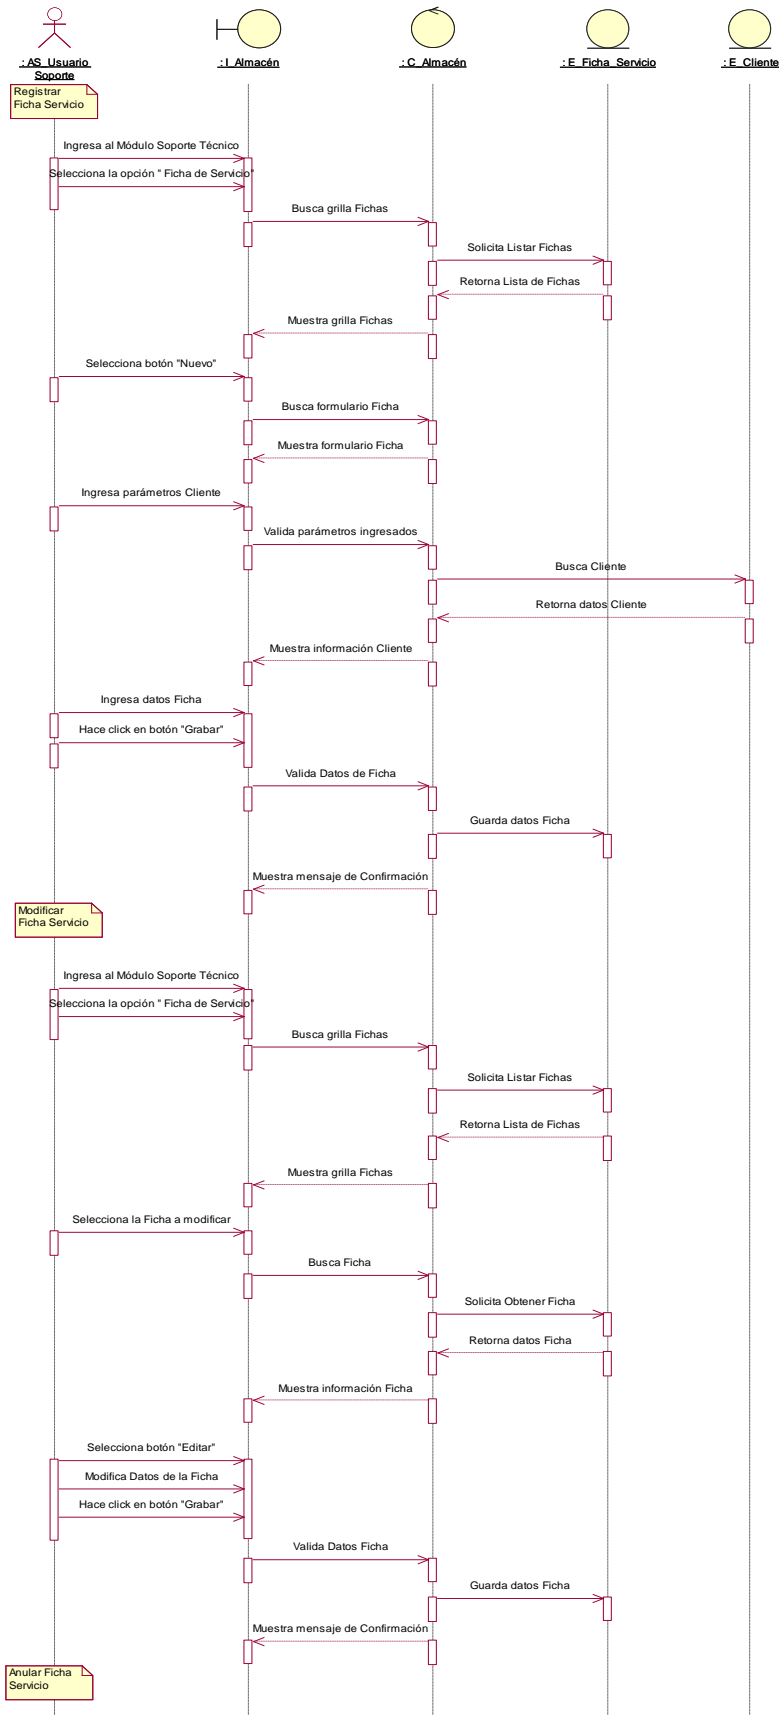 : AS_Usuario
Soporte
: I_Almacén
: C_Almacén
: E_Ficha_Servicio
: E_Cliente
Registrar
Ficha Servicio
Ingresa al Módulo Soporte Técnico
Selecciona la opción " Ficha de Servicio"
Busca grilla Fichas
Solicita Listar Fichas
Retorna Lista de Fichas
Muestra grilla Fichas
Selecciona botón "Nuevo"
Busca formulario Ficha
Muestra formulario Ficha
Ingresa parámetros Cliente
Valida parámetros ingresados
Busca Cliente
Retorna datos Cliente
Muestra información Cliente
Ingresa datos Ficha
Hace click en botón "Grabar"
Valida Datos de Ficha
Guarda datos Ficha
Muestra mensaje de Confirmación
Modificar
Ficha Servicio
Ingresa al Módulo Soporte Técnico
Selecciona la opción " Ficha de Servicio"
Busca grilla Fichas
Solicita Listar Fichas
Retorna Lista de Fichas
Muestra grilla Fichas
Selecciona la Ficha a modificar
Busca Ficha
Solicita Obtener Ficha
Retorna datos Ficha
Muestra información Ficha
Selecciona botón "Editar"
Modifica Datos de la Ficha
Hace click en botón "Grabar"
Valida Datos Ficha
Guarda datos Ficha
Muestra mensaje de Confirmación
Anular Ficha
Servicio